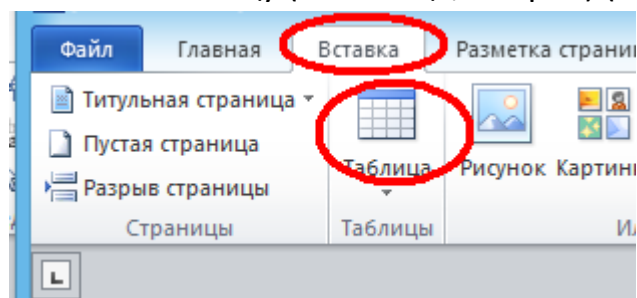 Файл Главная Вставка Разметка страни
Титульная страница
Пустая страница
Разрыв страницы
Таблица Рисунок Картин
Страницы Таблицы